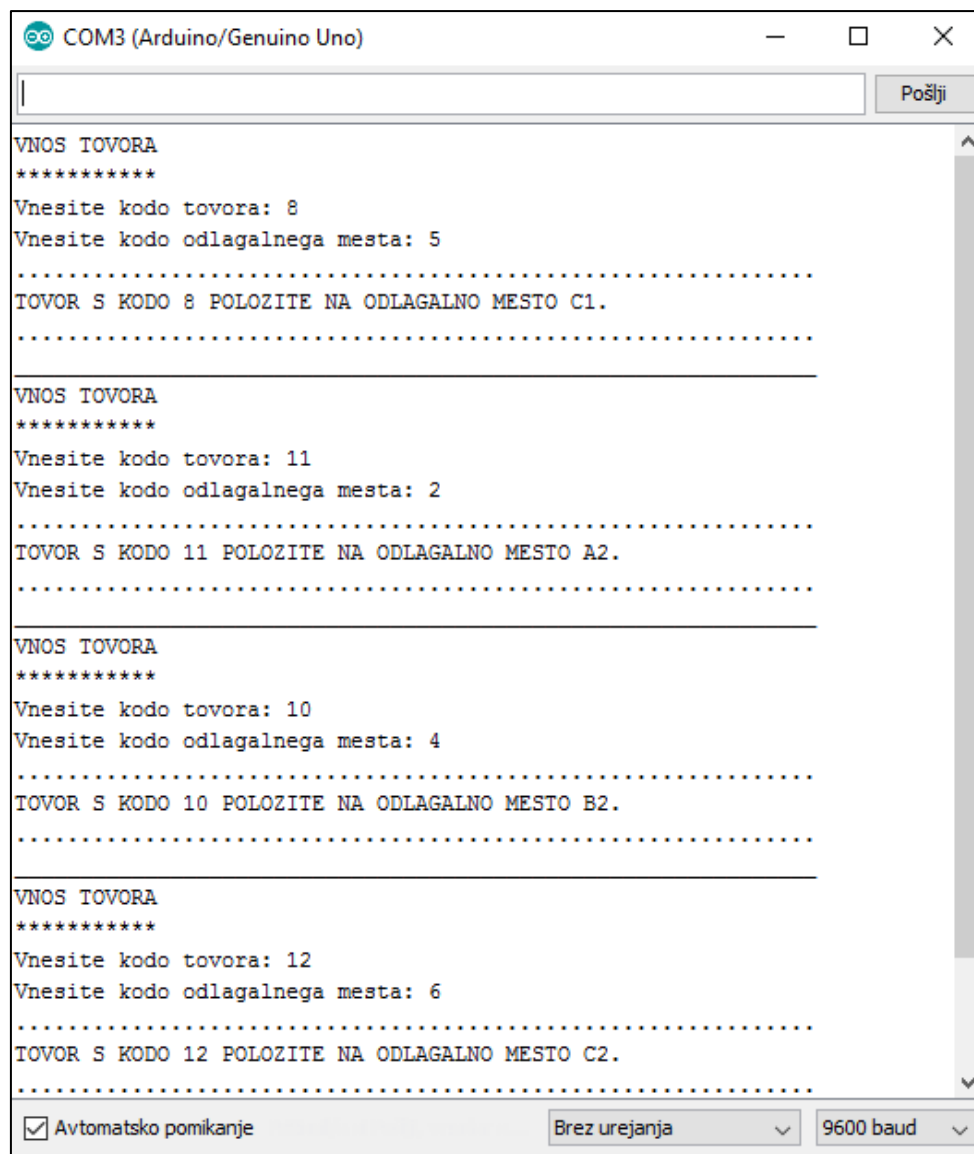 COM3 (Arduino/Genuino Uno)
Pošlji
VNOS TOVORA
***********
Vnesite kodo tovora: 8
Vnesite kodo odlagalnega mesta: 5
..............................................................
TOVOR S KODO 8 POLOZITE NA ODLAGALNO MESTO C1.
..............................................................
______________________________________________________________
VNOS TOVORA
***********
Vnesite kodo tovora: 11
Vnesite kodo odlagalnega mesta: 2
..............................................................
TOVOR S KODO 11 POLOZITE NA ODLAGALNO MESTO A2.
..............................................................
______________________________________________________________
VNOS TOVORA
***********
Vnesite kodo tovora: 10
Vnesite kodo odlagalnega mesta: 4
..............................................................
TOVOR S KODO 10 POLOZITE NA ODLAGALNO MESTO B2.
..............................................................
______________________________________________________________
VNOS TOVORA
***********
Vnesite kodo tovora: 12
Vnesite kodo odlagalnega mesta: 6
..............................................................
TOVOR S KODO 12 POLOZITE NA ODLAGALNO MESTO C2.
..............................................................
Avtomatsko pomikanje Brez urejanja 9600 baud